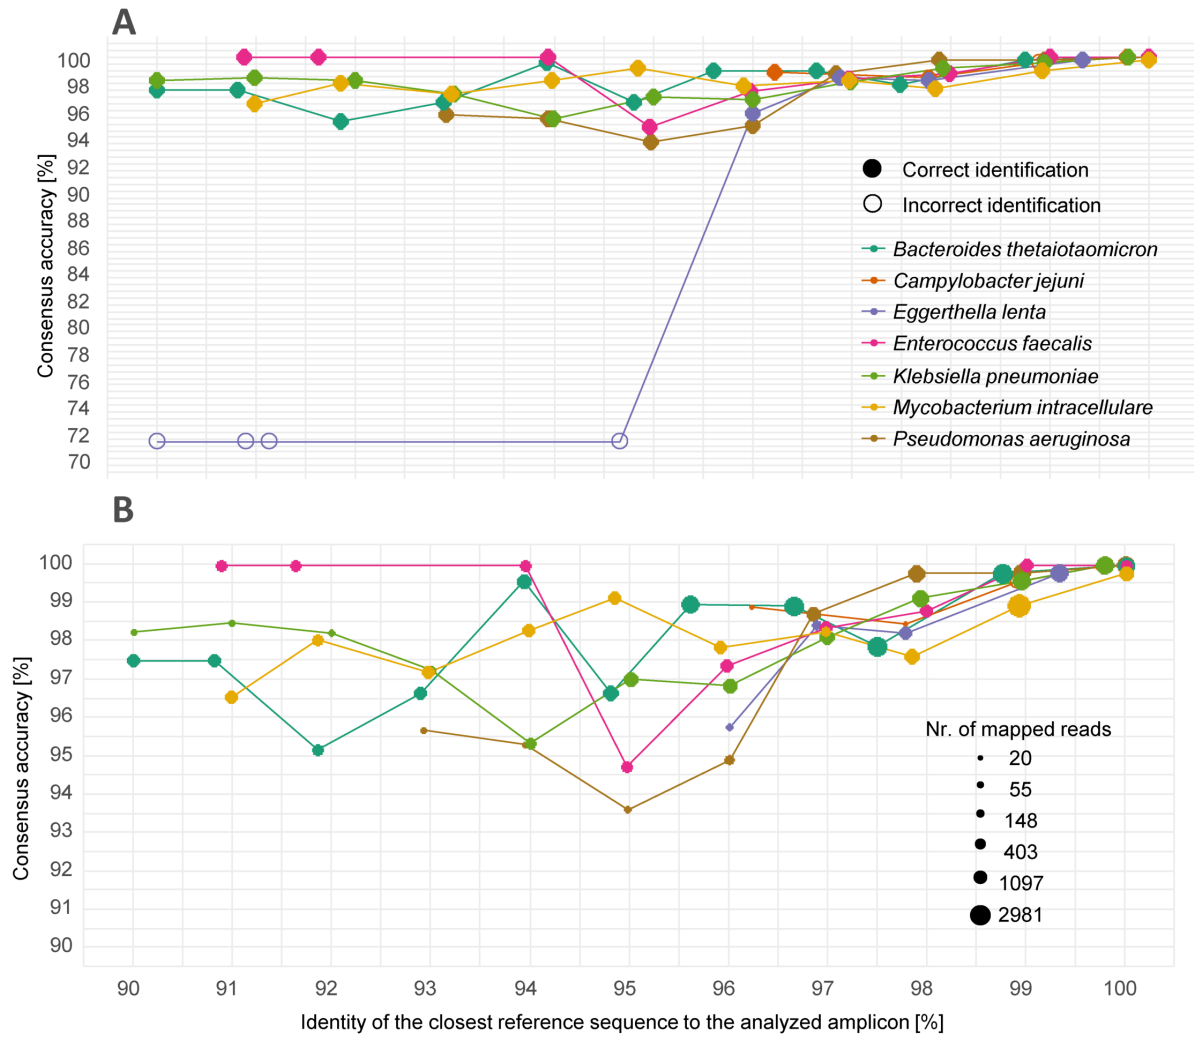 A
100
98
96
94
92
90
88
86
84
82
80
78
76
74
72
70
Consensus accuracy [%]
Correct identification
Incorrect identification
Bacteroides thetaiotaomicron
Campylobacter jejuni
Eggerthella lenta
Enterococcus faecalis
Klebsiella pneumoniae
Mycobacterium intracellulare
Pseudomonas aeruginosa
B
100
99
98
97
96
95
94
93
92
91
90
Consensus accuracy [%]
Nr. of mapped reads
20
55
148
403
1097
2981
90 91 92 93 94 95 96 97 98 99 100
Identity of the closest reference sequence to the analyzed amplicon [%]